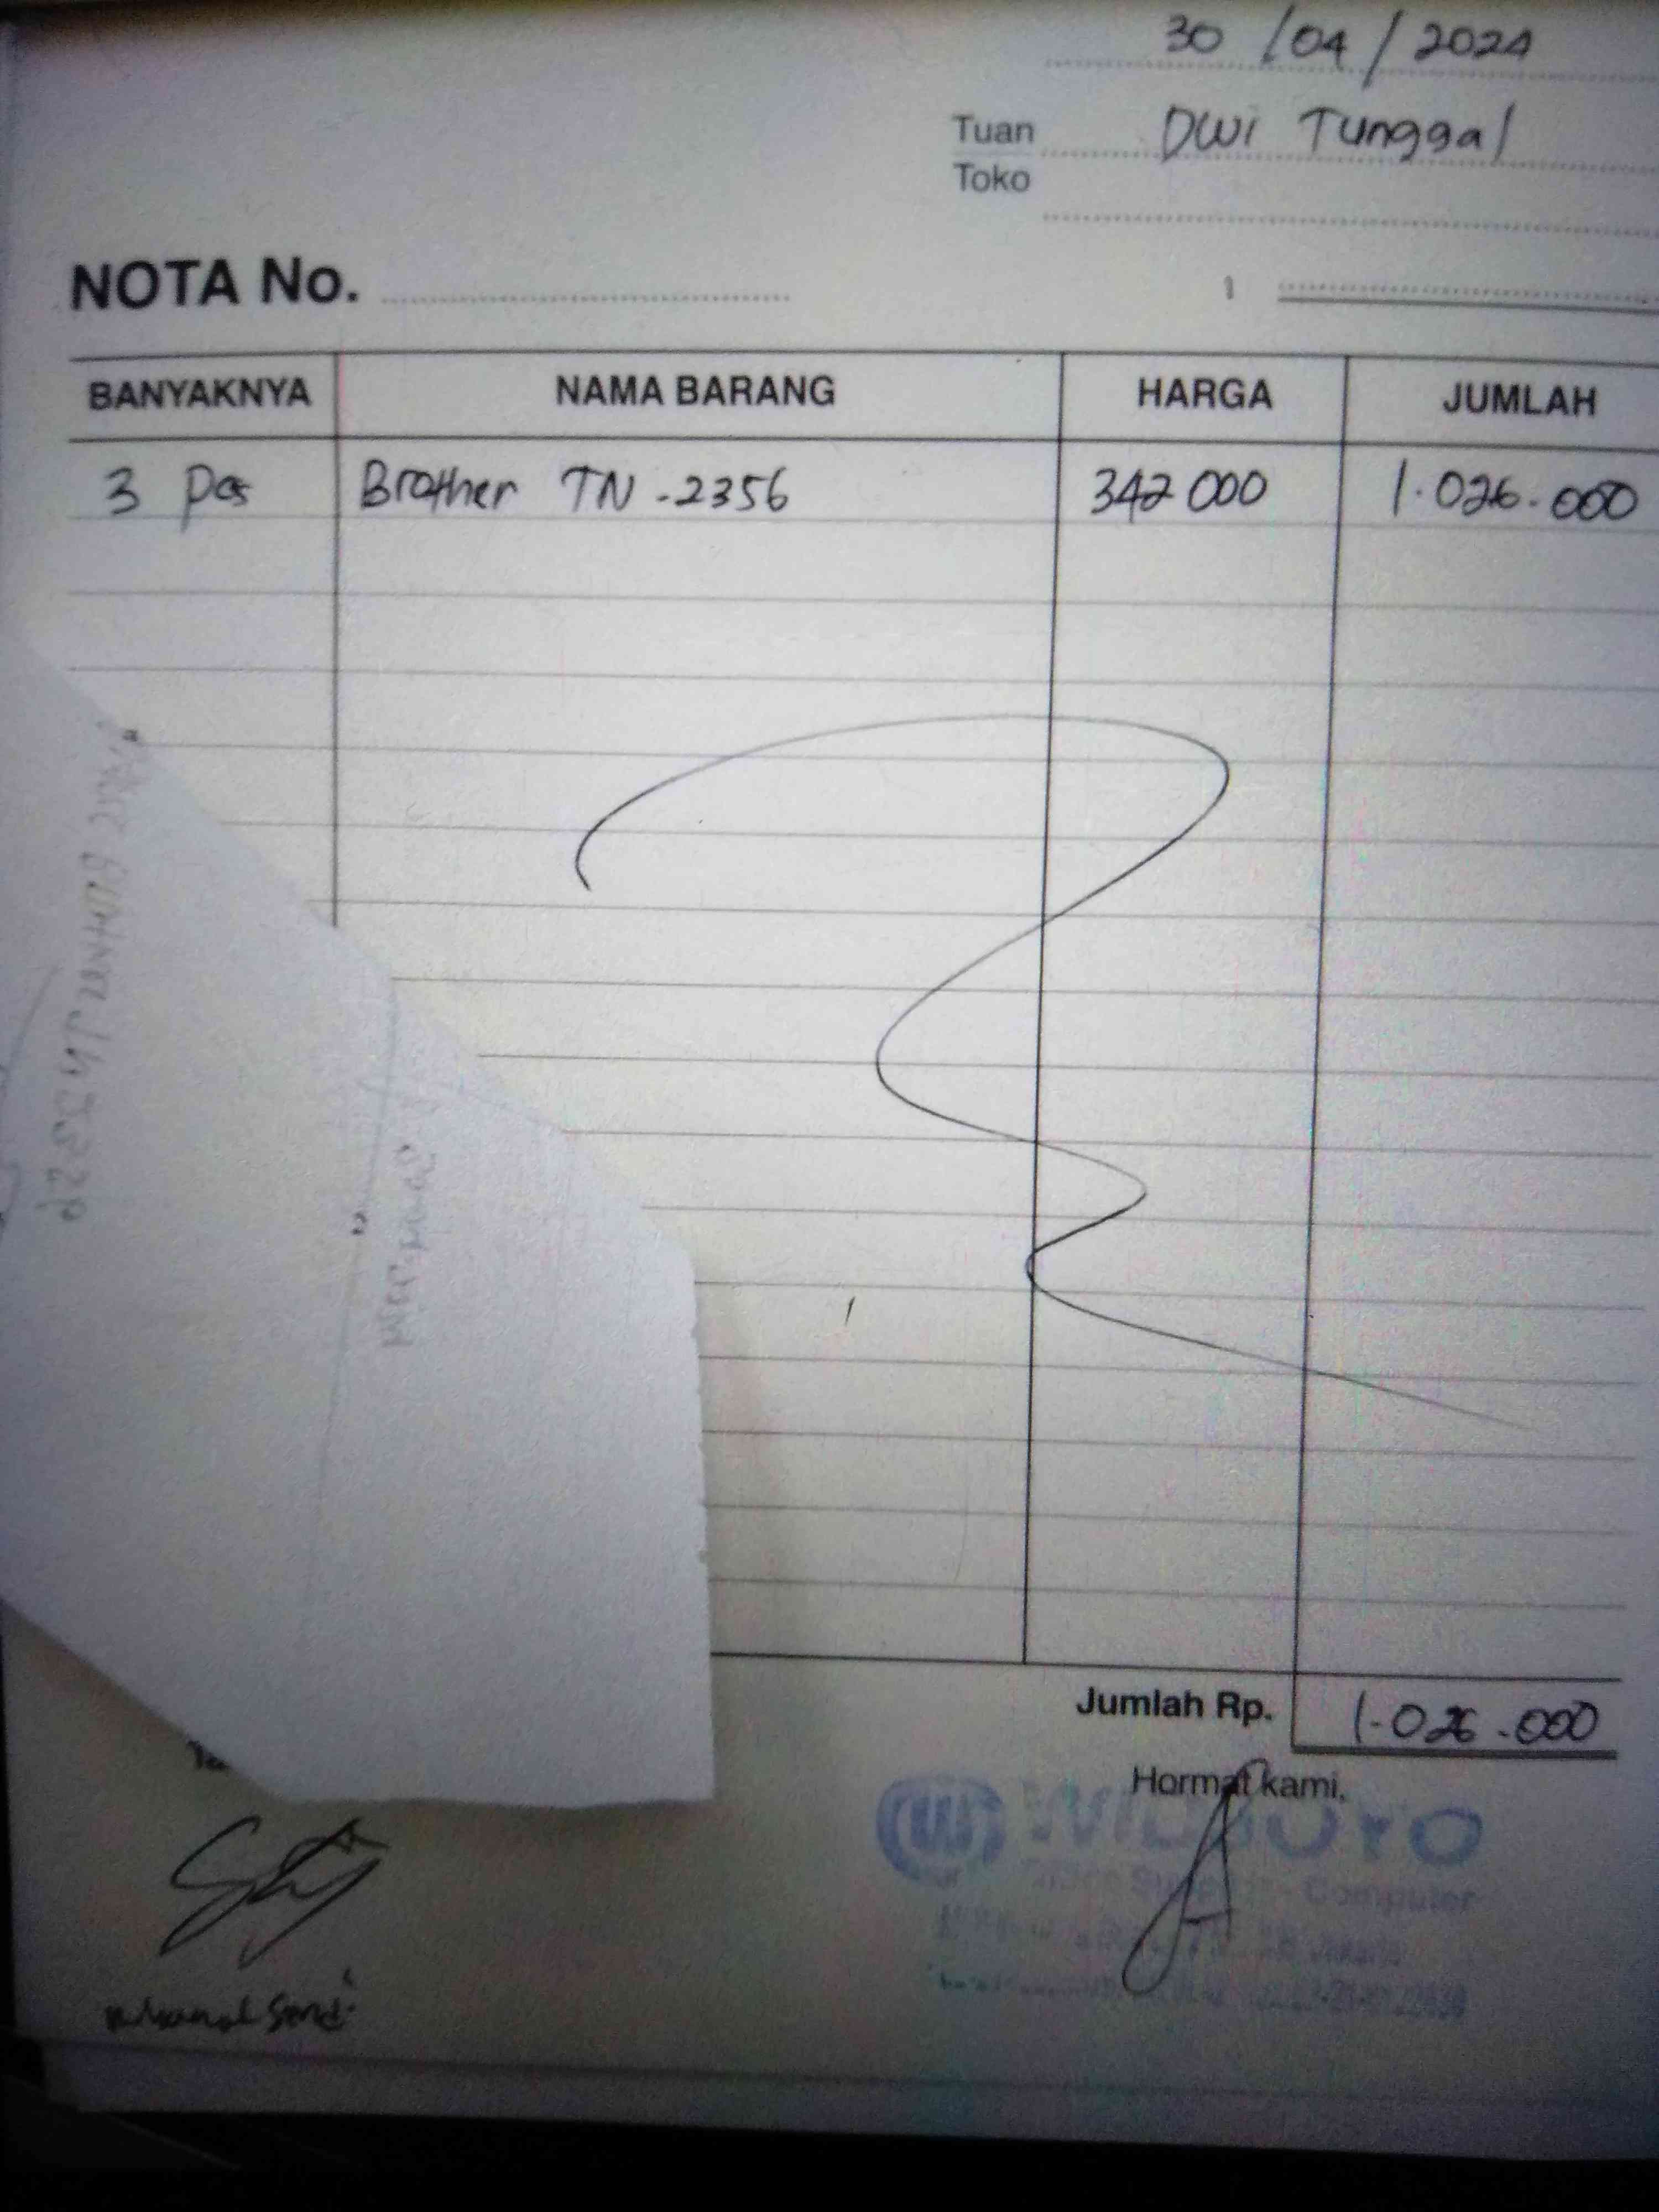 30/04/2024
Tuan DWi Tunggal
Toko
NOTA No.
BANYAKNYA NAMA BARANG HARGA JUMLAH
3 Pcs Brother TN-2356 342 000 1.026.000
Jumlah Rp. 1.026.000
Hormat kami,
Computer